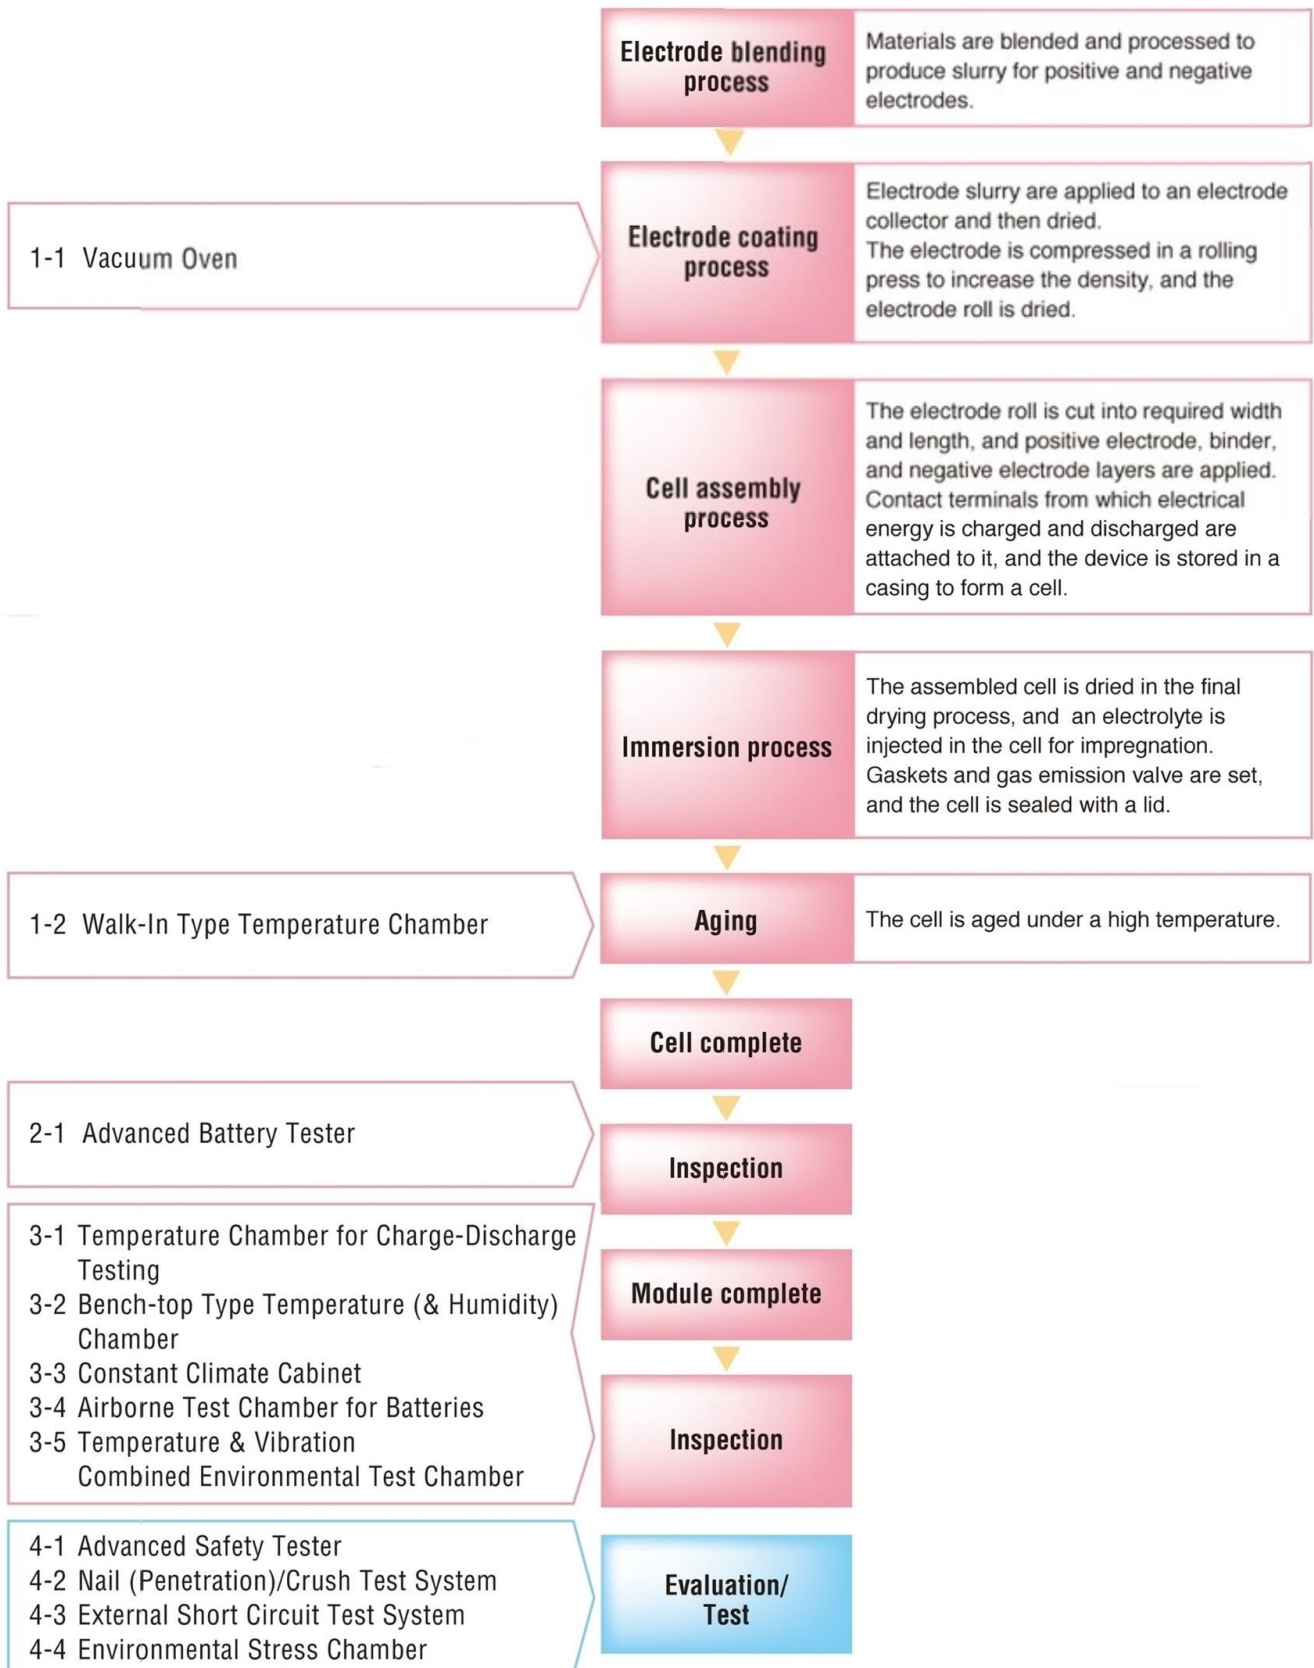 Electrode blending
process
Materials are blended and processed to
produce slurry for positive and negative
electrodes.
1-1 Vacuum Oven
Electrode coating
process
Electrode slurry are applied to an electrode
collector and then dried.
The electrode is compressed in a rolling
press to increase the density, and the
electrode roll is dried.
Cell assembly
process
The electrode roll is cut into required width
and length, and positive electrode, binder,
and negative electrode layers are applied.
Contact terminals from which electrical
energy is charged and discharged are
attached to it, and the device is stored in a
casing to form a cell.
Immersion process
The assembled cell is dried in the final
drying process, and an electrolyte is
injected in the cell for impregnation.
Gaskets and gas emission valve are set,
and the cell is sealed with a lid.
1-2 Walk-In Type Temperature Chamber
Aging
The cell is aged under a high temperature.
Cell complete
2-1 Advanced Battery Tester
Inspection
3-1 Temperature Chamber for Charge-Discharge
Testing
3-2 Bench-top Type Temperature (& Humidity)
Chamber
3-3 Constant Climate Cabinet
3-4 Airborne Test Chamber for Batteries
3-5 Temperature & Vibration
Combined Environmental Test Chamber
Module complete
Inspection
4-1 Advanced Safety Tester
4-2 Nail (Penetration)/Crush Test System
4-3 External Short Circuit Test System
4-4 Environmental Stress Chamber
Evaluation/
Test